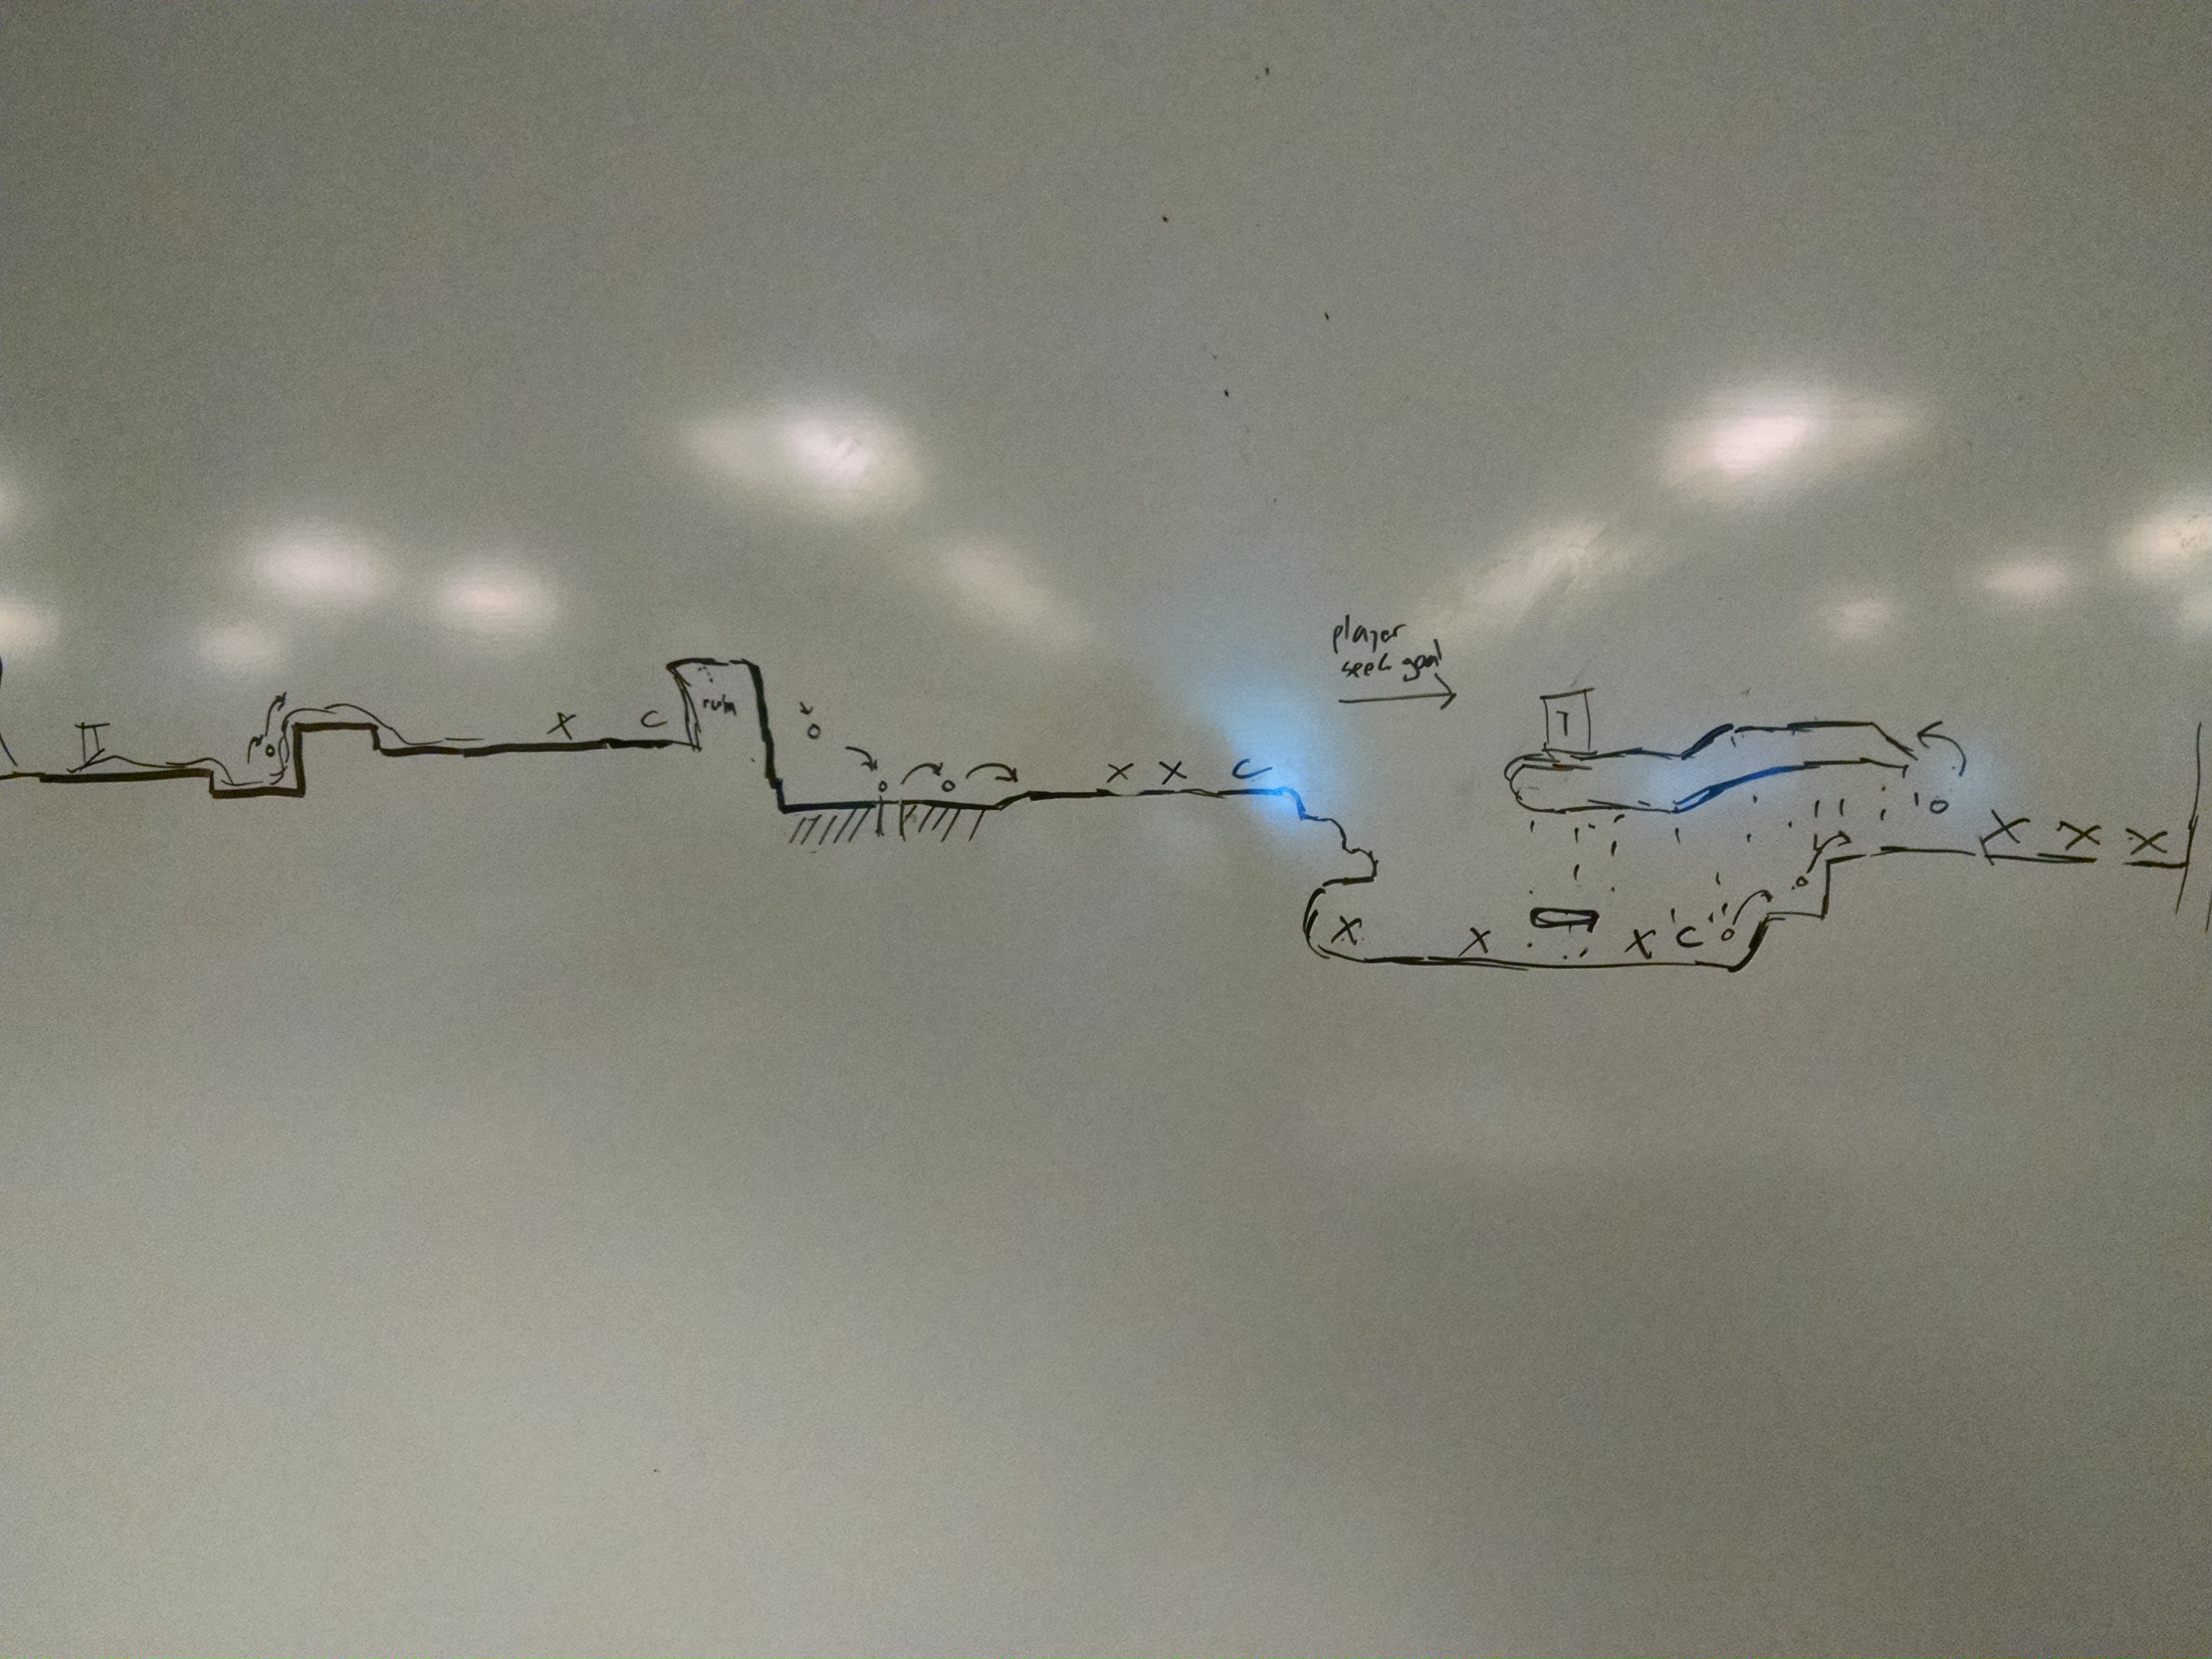 player
seek goal
X C
ruin
X X C
X X X C
X X X